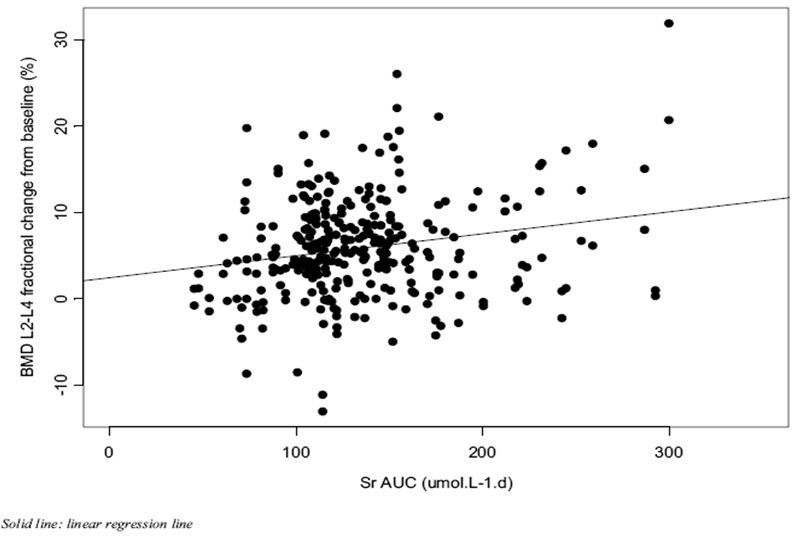 BMD L2-L4 fractional change from baseline (%)
30
20
10
0
-10
0 100 200 300
Sr AUC (umol.L-1.d)
Solid line: linear regression line